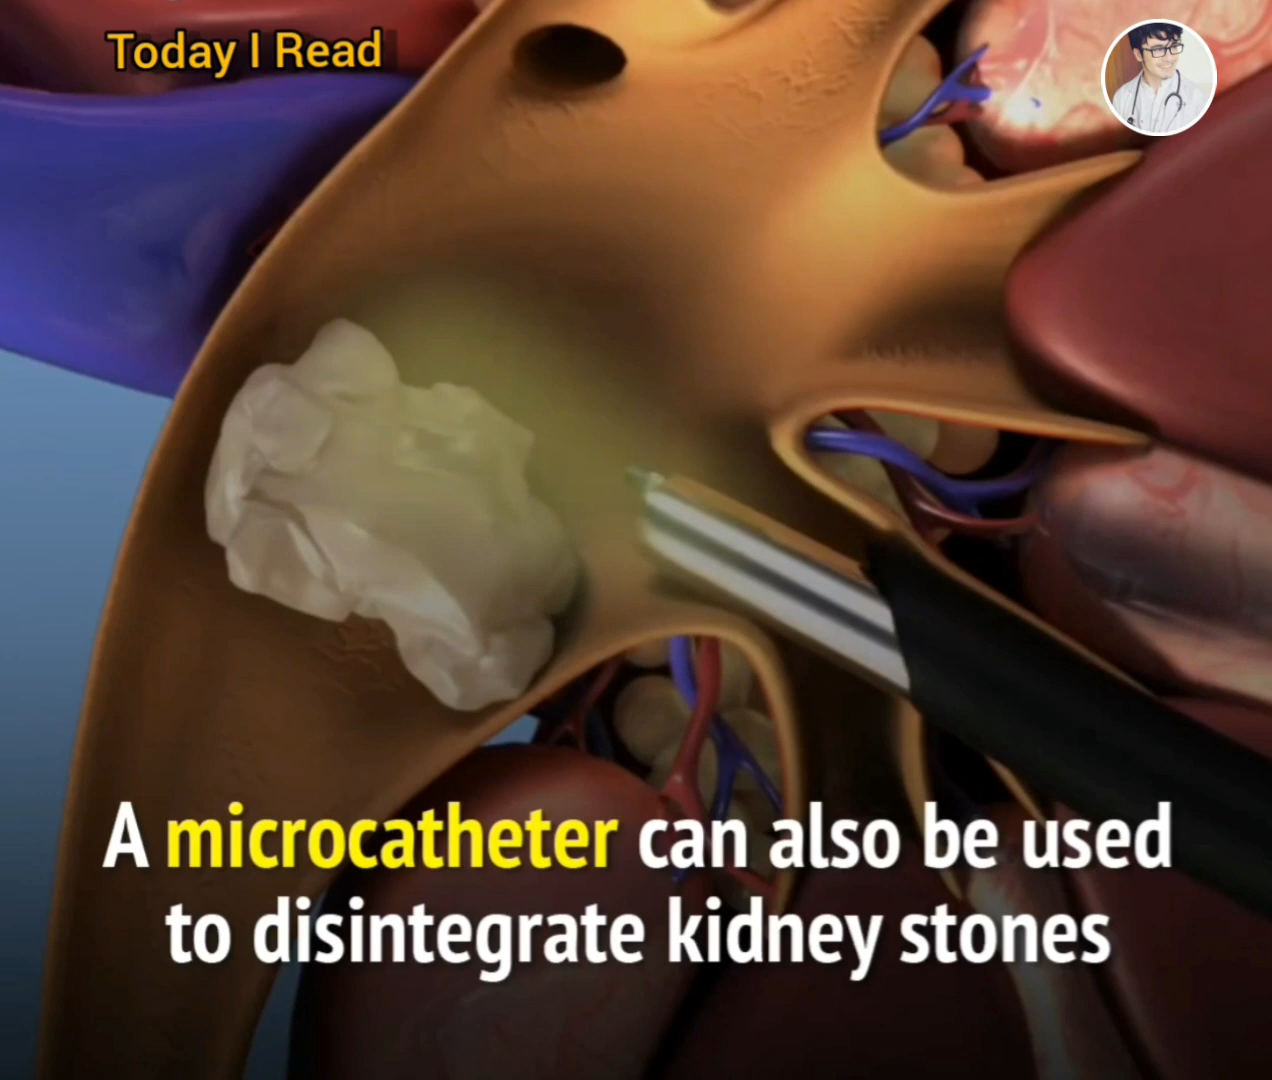 Today I Read
A microcatheter can also be used
to disintegrate kidney stones